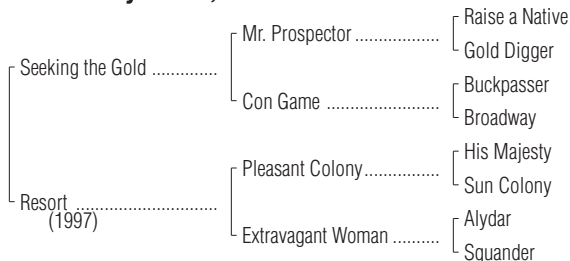 Raise a Native
Mr. Prospector ..................
Gold Digger
Seeking the Gold ..............
Buckpasser
Con Game ........................
Broadway
His Majesty
Pleasant Colony................
Sun Colony
Resort ..............................
(1997)
Alydar
Extravagant Woman ..........
Squander